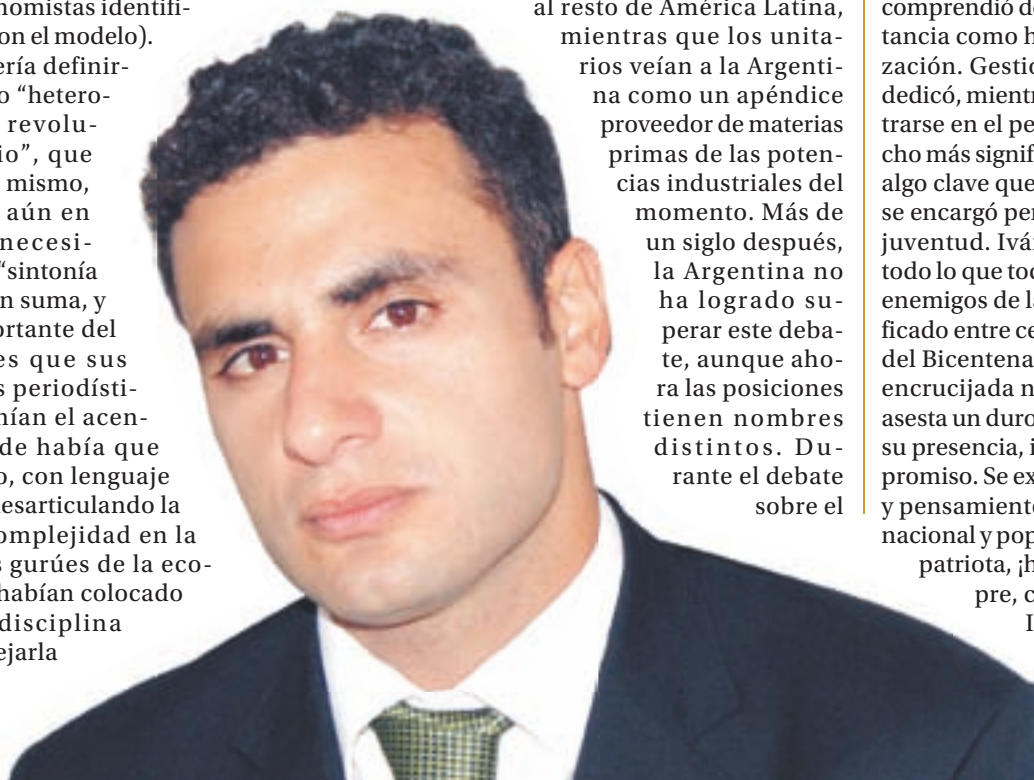 nomistas identifi-
on el modelo).
ería definir-
o “hetero-
revolu-
io”, que
mismo,
aún en
necesi-
“sintonía
n suma, y
ortante del
es que sus
s periodísti-
nían el acen-
de había que
o, con lenguaje
esarticulando la
omplejidad en la
s gurúes de la eco-
habían colocado
disciplina
ejarla
al resto de América Latina,
mientras que los unita-
rios veían a la Argenti-
na como un apéndice
proveedor de materias
primas de las poten-
cias industriales del
momento. Más de
un siglo después,
la Argentina no
ha logrado su-
perar este deba-
te, aunque aho-
ra las posiciones
tienen nombres
distintos. Du-
rante el debate
sobre el
comprendió de
tancia como h
zación. Gestio
dedicó, mientr
trarse en el pe
cho más signif
algo clave que
se encargó per
juventud. Ivá
todo lo que toc
enemigos de la
ficado entre ce
del Bicentena
encrucijada n
asesta un duro
su presencia, i
promiso. Se ex
y pensamiento
nacional y pop
patriota, ¡h
pre, c